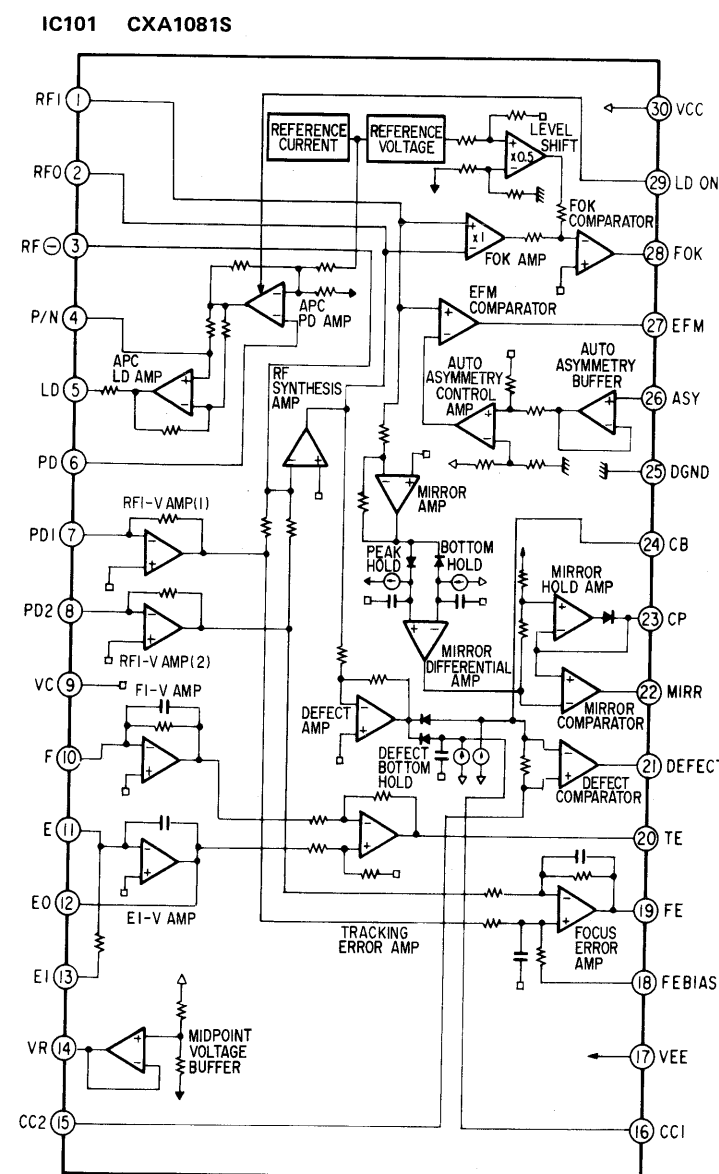 IC101 CXA1081S
RFI 1
RFO 2
RF⊖ 3
P/N 4
LD 5
PD 6
PD1 7
PD2 8
VC 9
F 10
E 11
EO 12
EI 13
VR 14
CC2 15
30 VCC
29 LD ON
28 FOK
27 EFM
26 ASY
25 DGND
24 CB
23 CP
22 MIRR
21 DEFECT
20 TE
19 FE
18 FEBIAS
17 VEE
16 CC1
REFERENCE
CURRENT
REFERENCE
VOLTAGE
LEVEL
SHIFT
+
×0.5
−
FOK
COMPARATOR
−
+
+
×1
−
FOK AMP
−
+
APC
PD AMP
APC
LD AMP
+
−
RF
SYNTHESIS
AMP
− +
EFM
COMPARATOR
+
−
AUTO
ASYMMETRY
CONTROL
AMP
+
−
AUTO
ASYMMETRY
BUFFER
+
−
− +
MIRROR
AMP
RFI-V AMP(1)
−
+
−
+
RFI-V AMP(2)
PEAK
HOLD
BOTTOM
HOLD
+ −
MIRROR
DIFFERENTIAL
AMP
MIRROR
HOLD AMP
+
−
+
−
MIRROR
COMPARATOR
FI-V AMP
−
+
DEFECT
AMP
−
+
DEFECT
BOTTOM
HOLD
−
+
DEFECT
COMPARATOR
−
+
EI-V AMP
−
+
TRACKING
ERROR AMP
−
+
FOCUS
ERROR
AMP
+
−
MIDPOINT
VOLTAGE
BUFFER